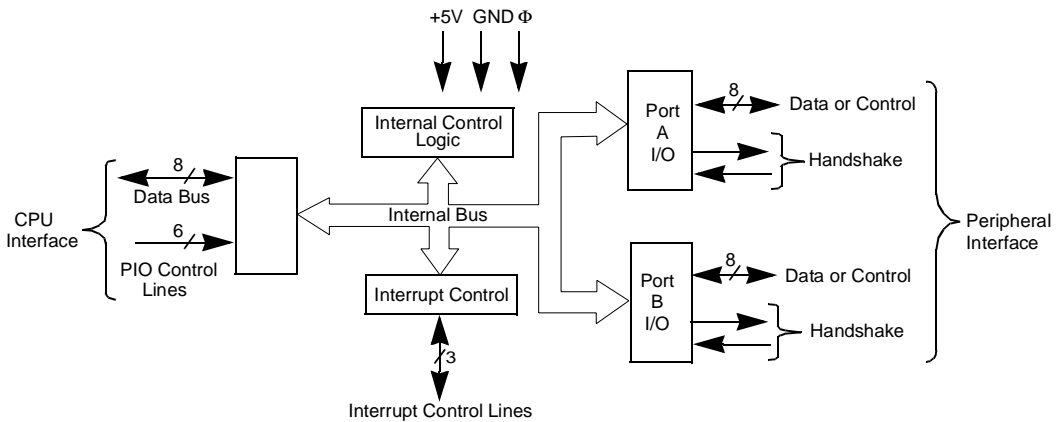 +5V GND Φ
Internal Control
Logic
8
Data Bus
CPU
Interface
6
PIO Control
Lines
Internal Bus
Interrupt Control
3
Interrupt Control Lines
Port
A
I/O
8
Data or Control
Handshake
Port
B
I/O
8
Data or Control
Handshake
Peripheral
Interface